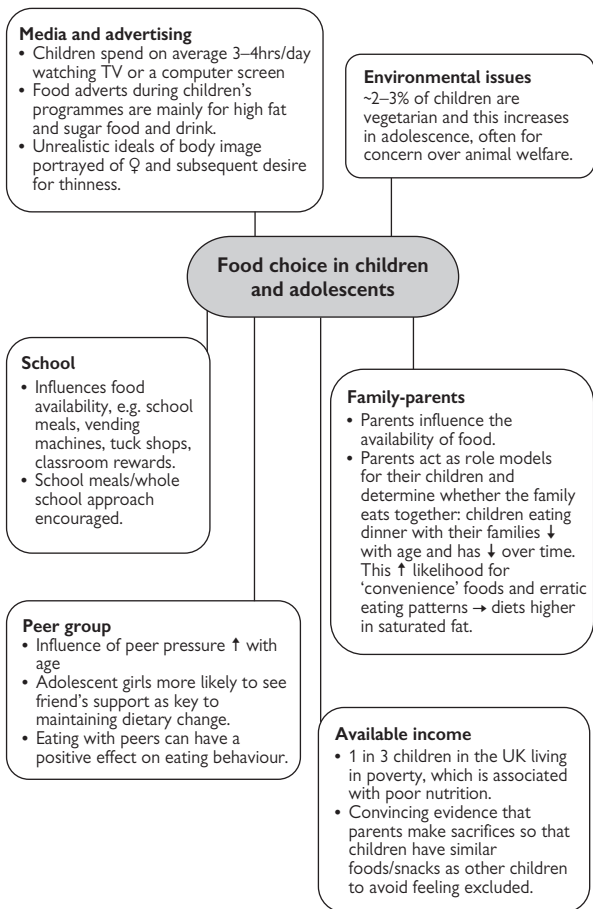 Media and advertising
• Children spend on average 3–4hrs/day
watching TV or a computer screen
• Food adverts during children's
programmes are mainly for high fat
and sugar food and drink.
• Unrealistic ideals of body image
portrayed of ♀ and subsequent desire
for thinness.
Environmental issues
~2–3% of children are
vegetarian and this increases
in adolescence, often for
concern over animal welfare.
Food choice in children
and adolescents
School
• Influences food
availability, e.g. school
meals, vending
machines, tuck shops,
classroom rewards.
• School meals/whole
school approach
encouraged.
Family-parents
• Parents influence the
availability of food.
• Parents act as role models
for their children and
determine whether the family
eats together: children eating
dinner with their families ↓
with age and has ↓ over time.
This ↑ likelihood for
‘convenience’ foods and erratic
eating patterns → diets higher
in saturated fat.
Peer group
• Influence of peer pressure ↑ with
age
• Adolescent girls more likely to see
friend's support as key to
maintaining dietary change.
• Eating with peers can have a
positive effect on eating behaviour.
Available income
• 1 in 3 children in the UK living
in poverty, which is associated
with poor nutrition.
• Convincing evidence that
parents make sacrifices so that
children have similar
foods/snacks as other children
to avoid feeling excluded.